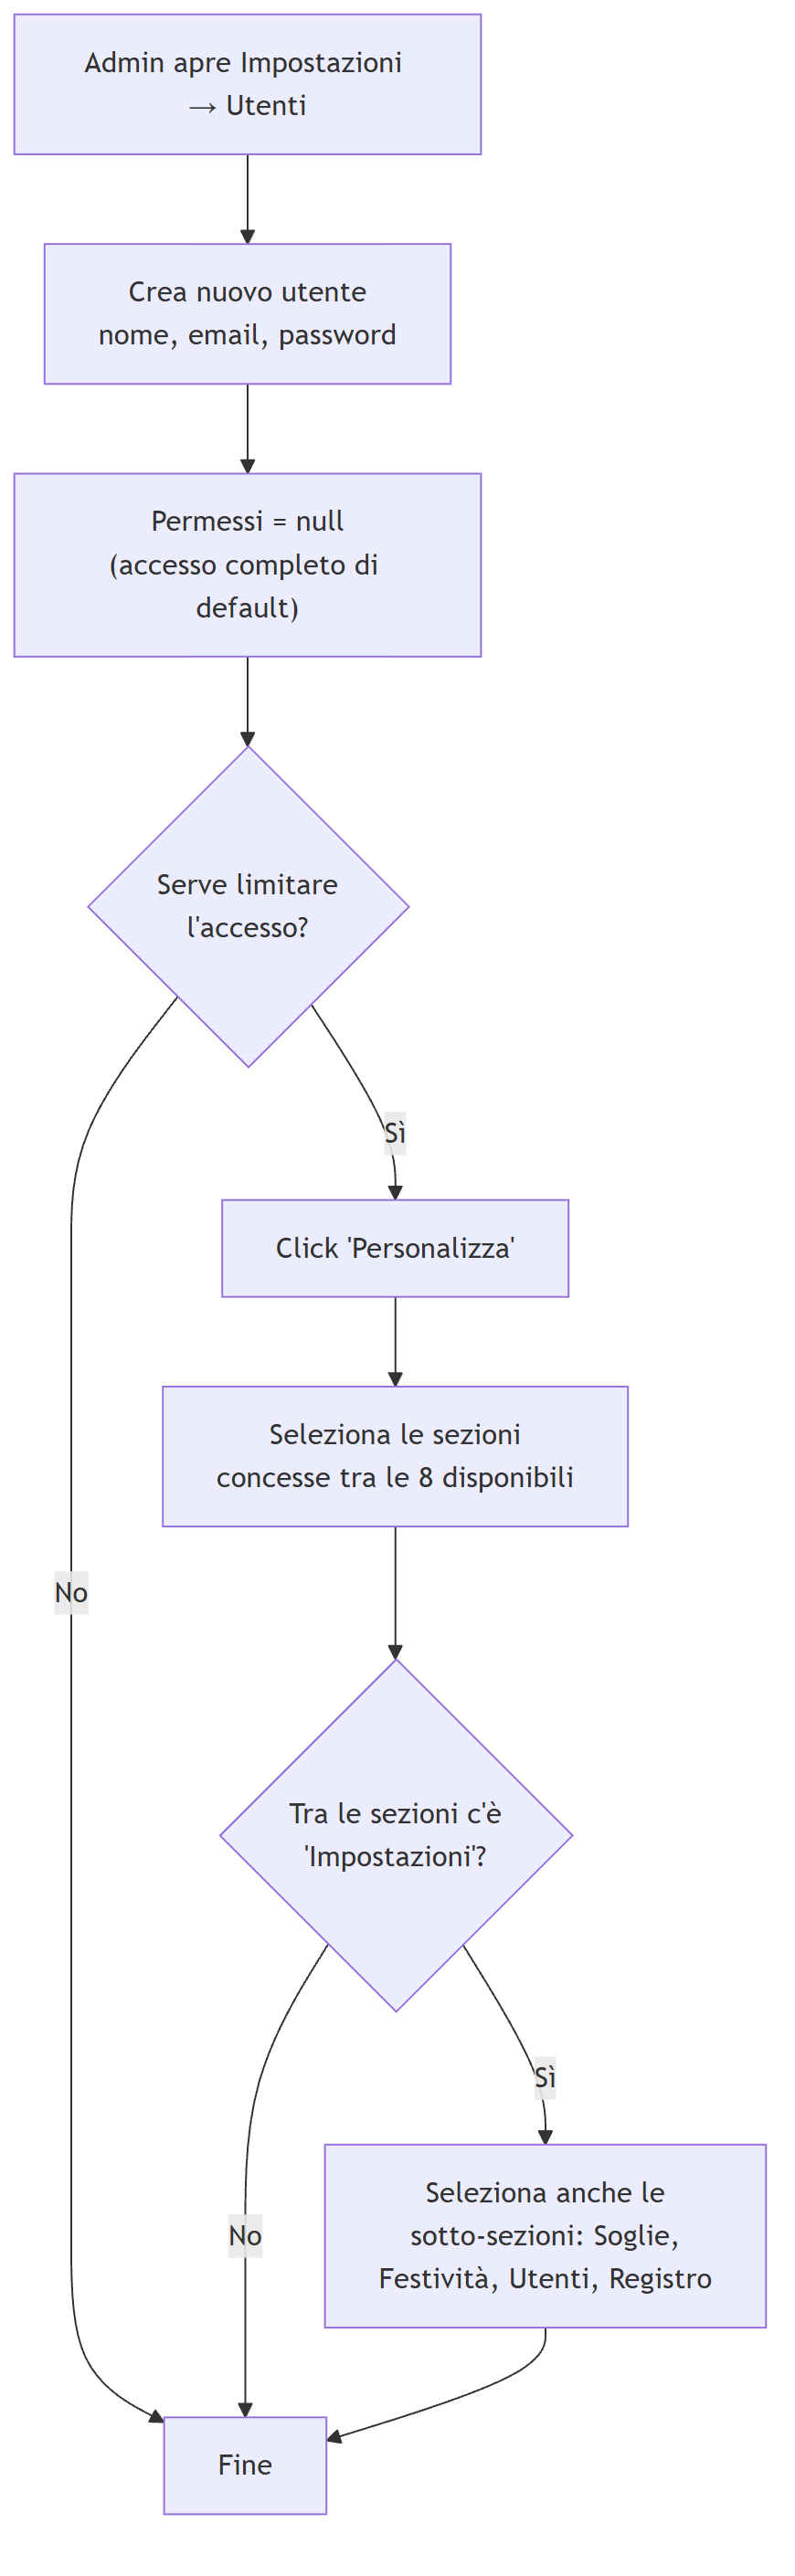 Admin apre Impostazioni
→ Utenti
Crea nuovo utente
nome, email, password
Permessi = null
(accesso completo di
default)
Serve limitare
l'accesso?
Sì
Click 'Personalizza'
Seleziona le sezioni
concesse tra le 8 disponibili
No
Tra le sezioni c'è
'Impostazioni'?
Sì
No
Seleziona anche le
sotto-sezioni: Soglie,
Festività, Utenti, Registro
Fine